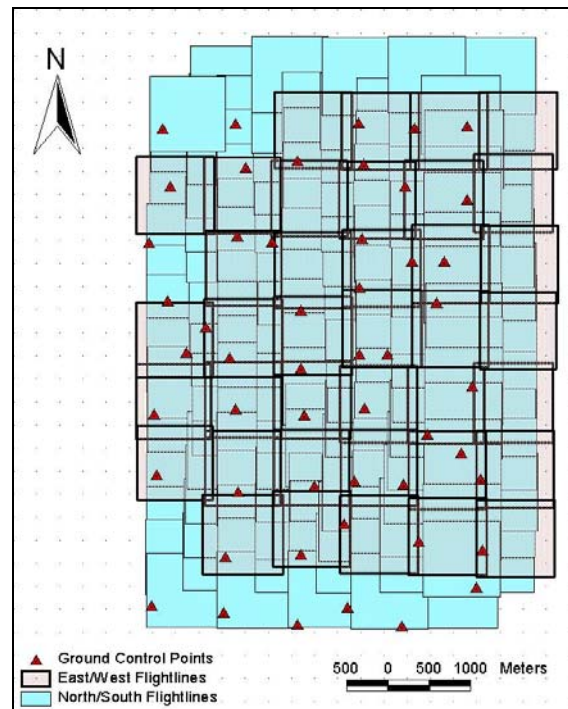 N
Ground Control Points
East/West Flightlines
North/South Flightlines
500 0 500 1000 Meters